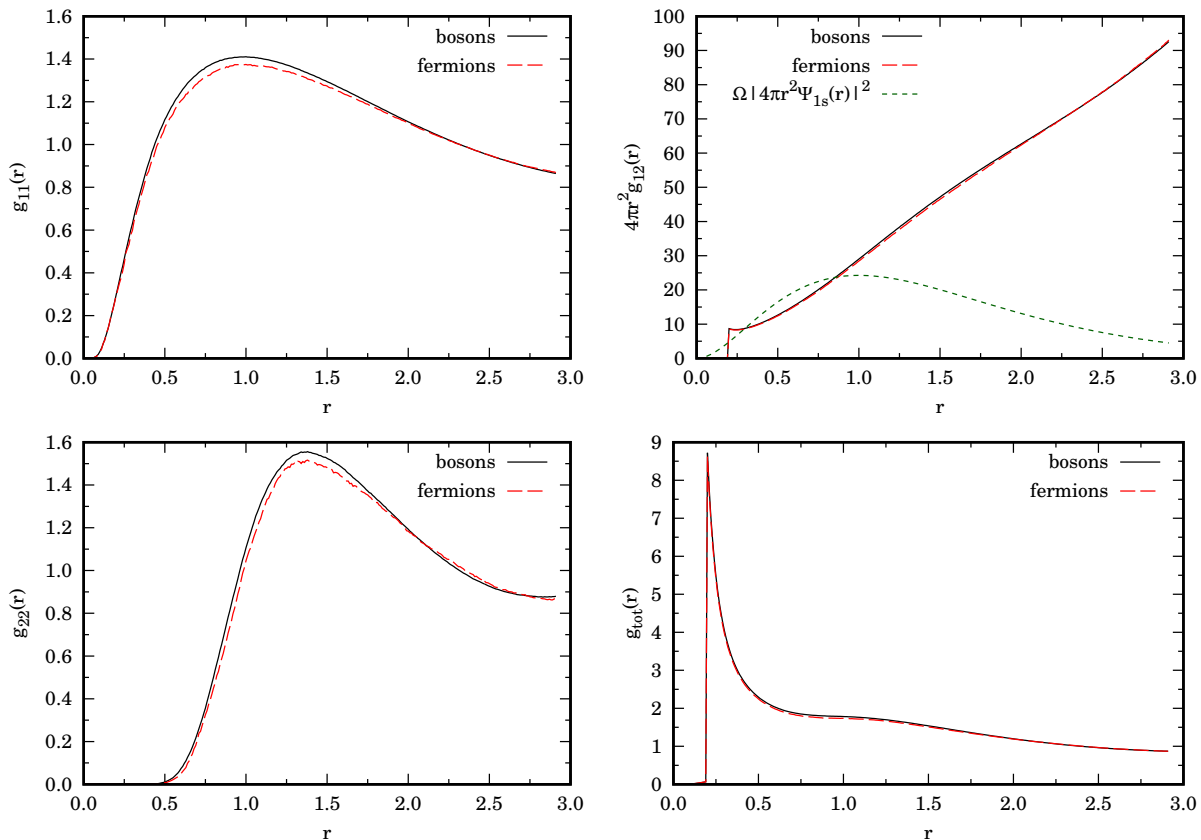 g₁₁(r)
1.6
1.4
1.2
1.0
0.8
0.6
0.4
0.2
0.0
0.0 0.5 1.0 1.5 2.0 2.5 3.0
r
bosons
fermions
4πr²g₁₂(r)
100
90
80
70
60
50
40
30
20
10
0
0.0 0.5 1.0 1.5 2.0 2.5 3.0
r
bosons
fermions
Ω|4πr²Ψ₁ₛ(r)|²
g₂₂(r)
1.6
1.4
1.2
1.0
0.8
0.6
0.4
0.2
0.0
0.0 0.5 1.0 1.5 2.0 2.5 3.0
r
bosons
fermions
gₜₒₜ(r)
9
8
7
6
5
4
3
2
1
0
0.0 0.5 1.0 1.5 2.0 2.5 3.0
r
bosons
fermions